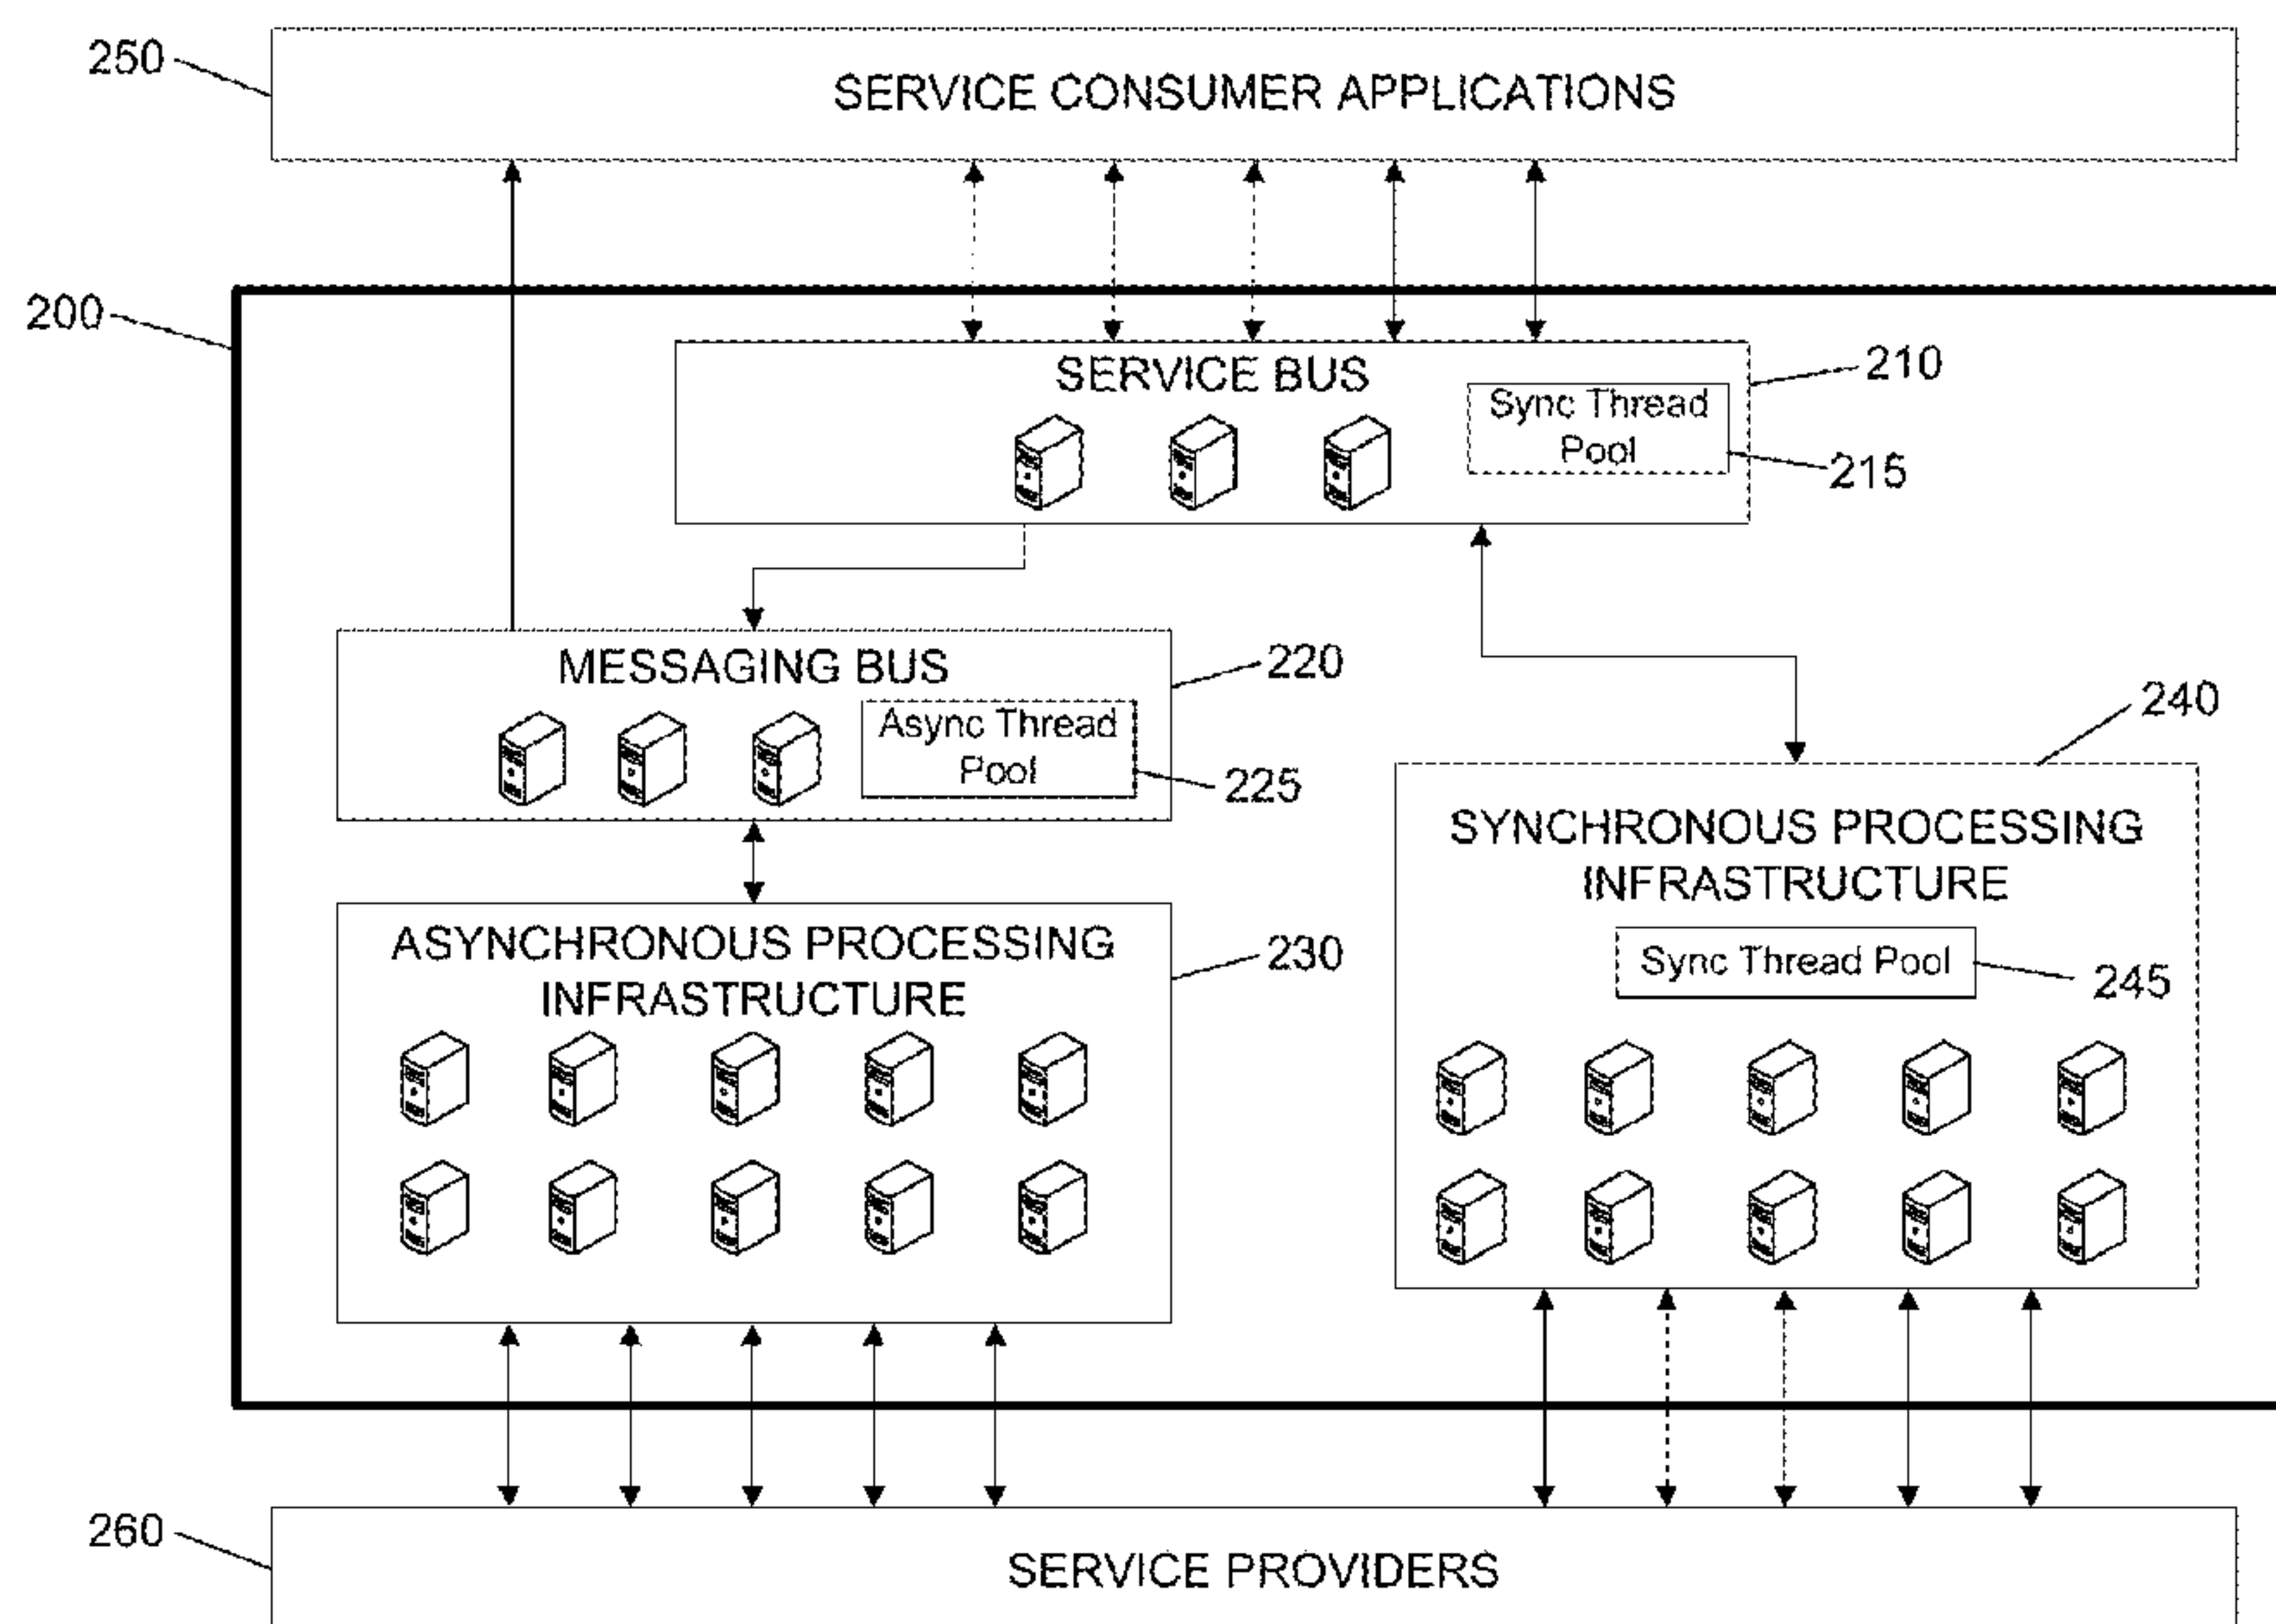 250
SERVICE CONSUMER APPLICATIONS
200
SERVICE BUS
210
Sync Thread
Pool
215
MESSAGING BUS
220
Async Thread
Pool
225
240
SYNCHRONOUS PROCESSING
INFRASTRUCTURE
Sync Thread Pool
245
ASYNCHRONOUS PROCESSING
INFRASTRUCTURE
230
260
SERVICE PROVIDERS